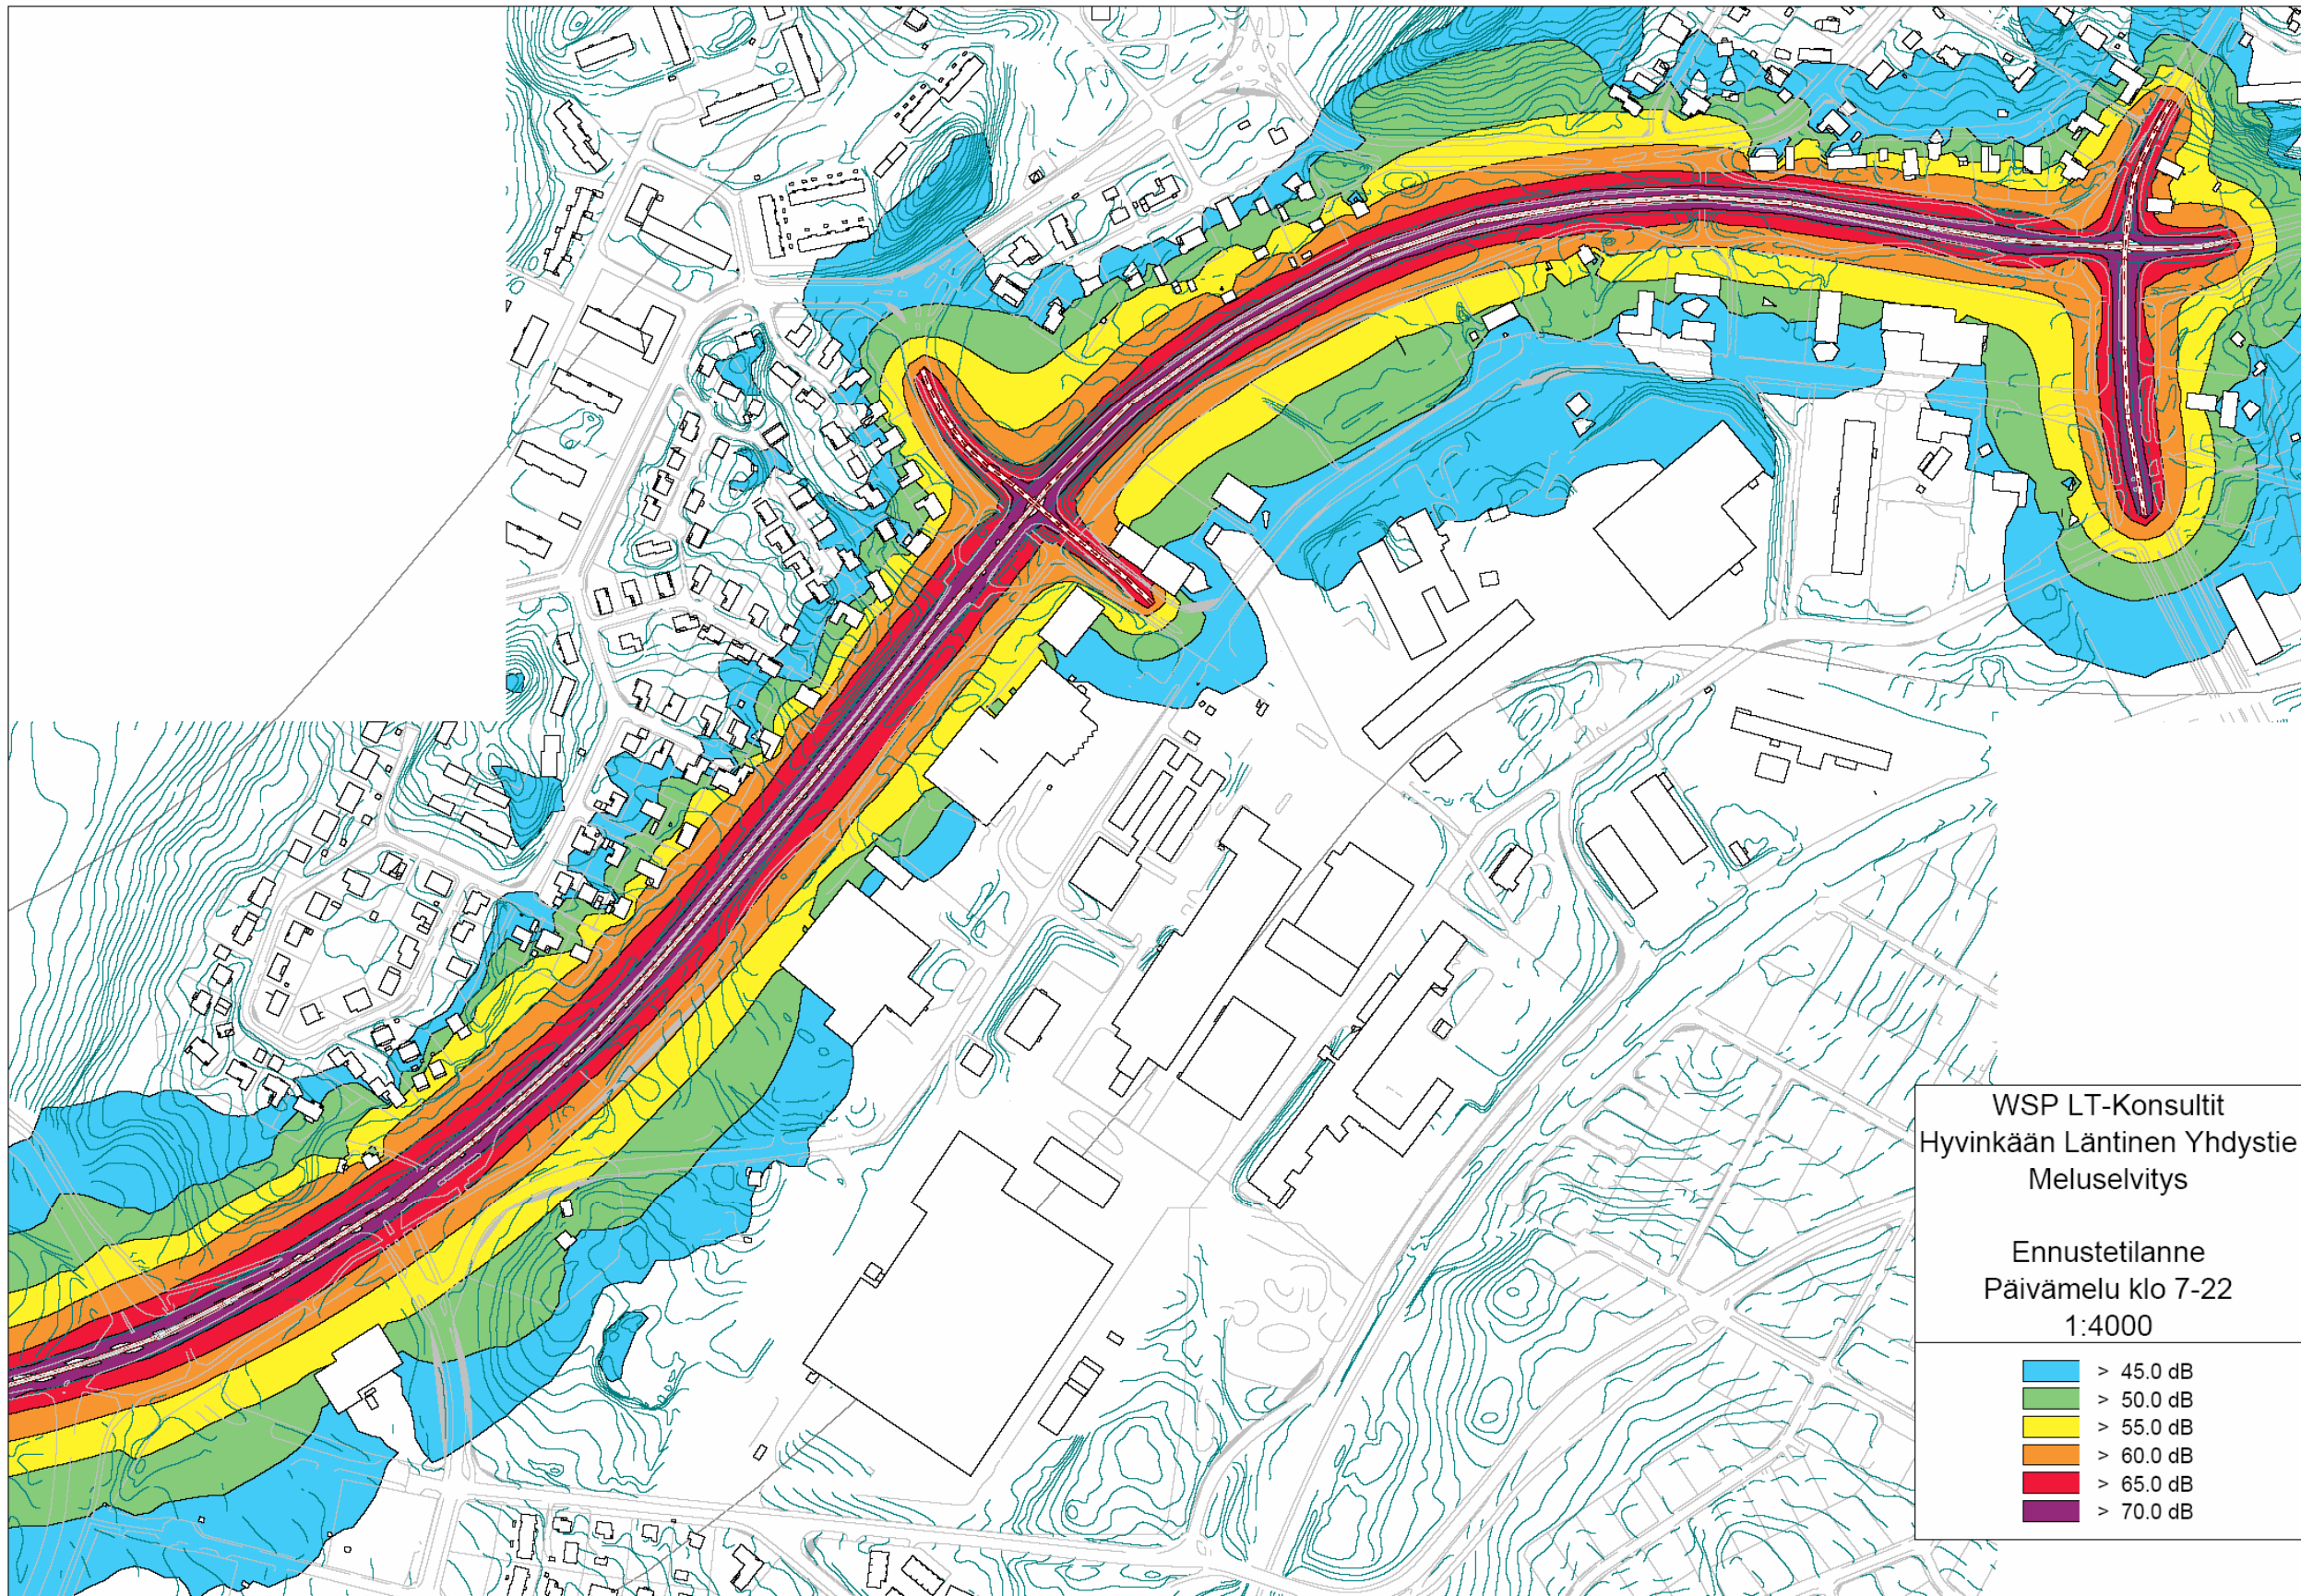 WSP LT-Konsultit
Hyvinkään Läntinen Yhdystie
Meluselvitys
Ennustetilanne
Päivämelu klo 7-22
1:4000
> 45.0 dB
> 50.0 dB
> 55.0 dB
> 60.0 dB
> 65.0 dB
> 70.0 dB